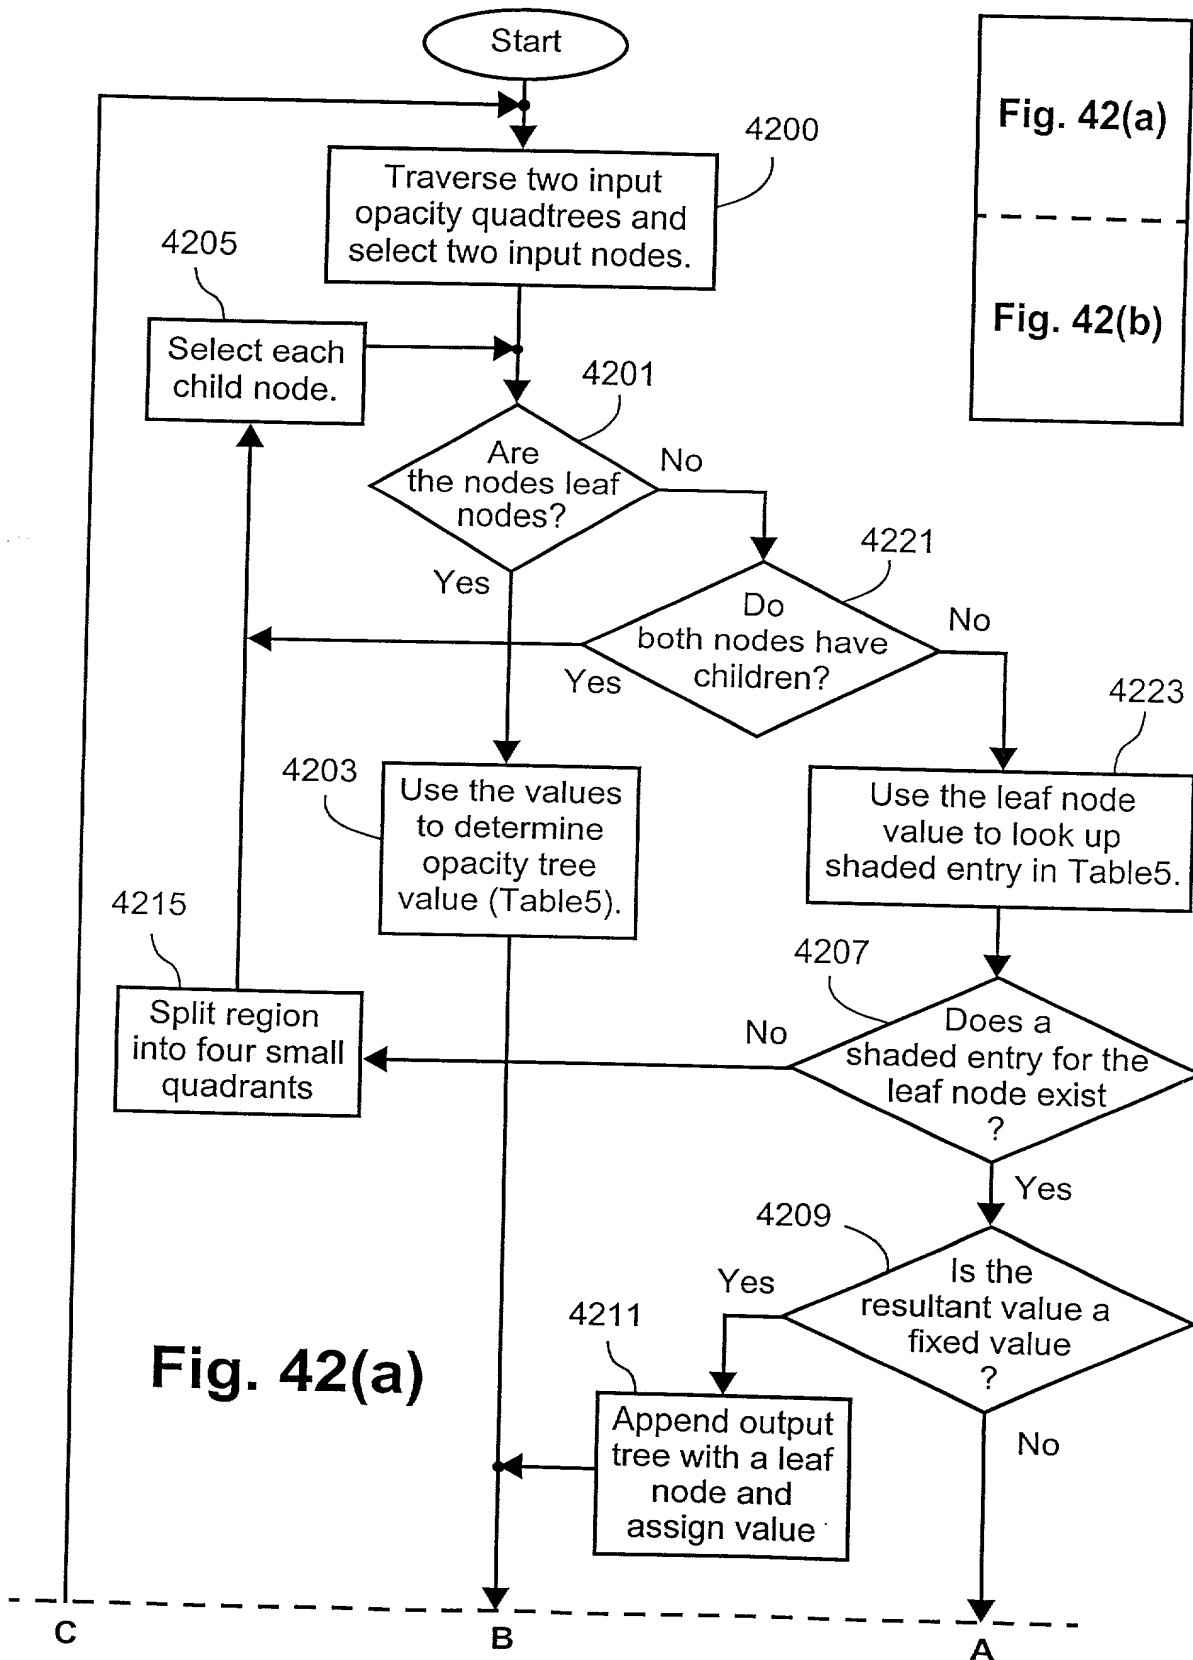 Start
Fig. 42(a)
4200
Traverse two input
opacity quadtrees and
select two input nodes.
4205
Fig. 42(b)
Select each
child node.
4201
Are
the nodes leaf
nodes?
No
4221
Yes
Do
both nodes have
children?
No
Yes
4223
4203
Use the values
to determine
opacity tree
value (Table5).
Use the leaf node
value to look up
shaded entry in Table5.
4215
4207
Split region
into four small
quadrants
No
Does a
shaded entry for the
leaf node exist
?
Yes
4209
Yes
Is the
resultant value a
fixed value
?
4211
Fig. 42(a)
Append output
tree with a leaf
node and
assign value
No
C
B
A